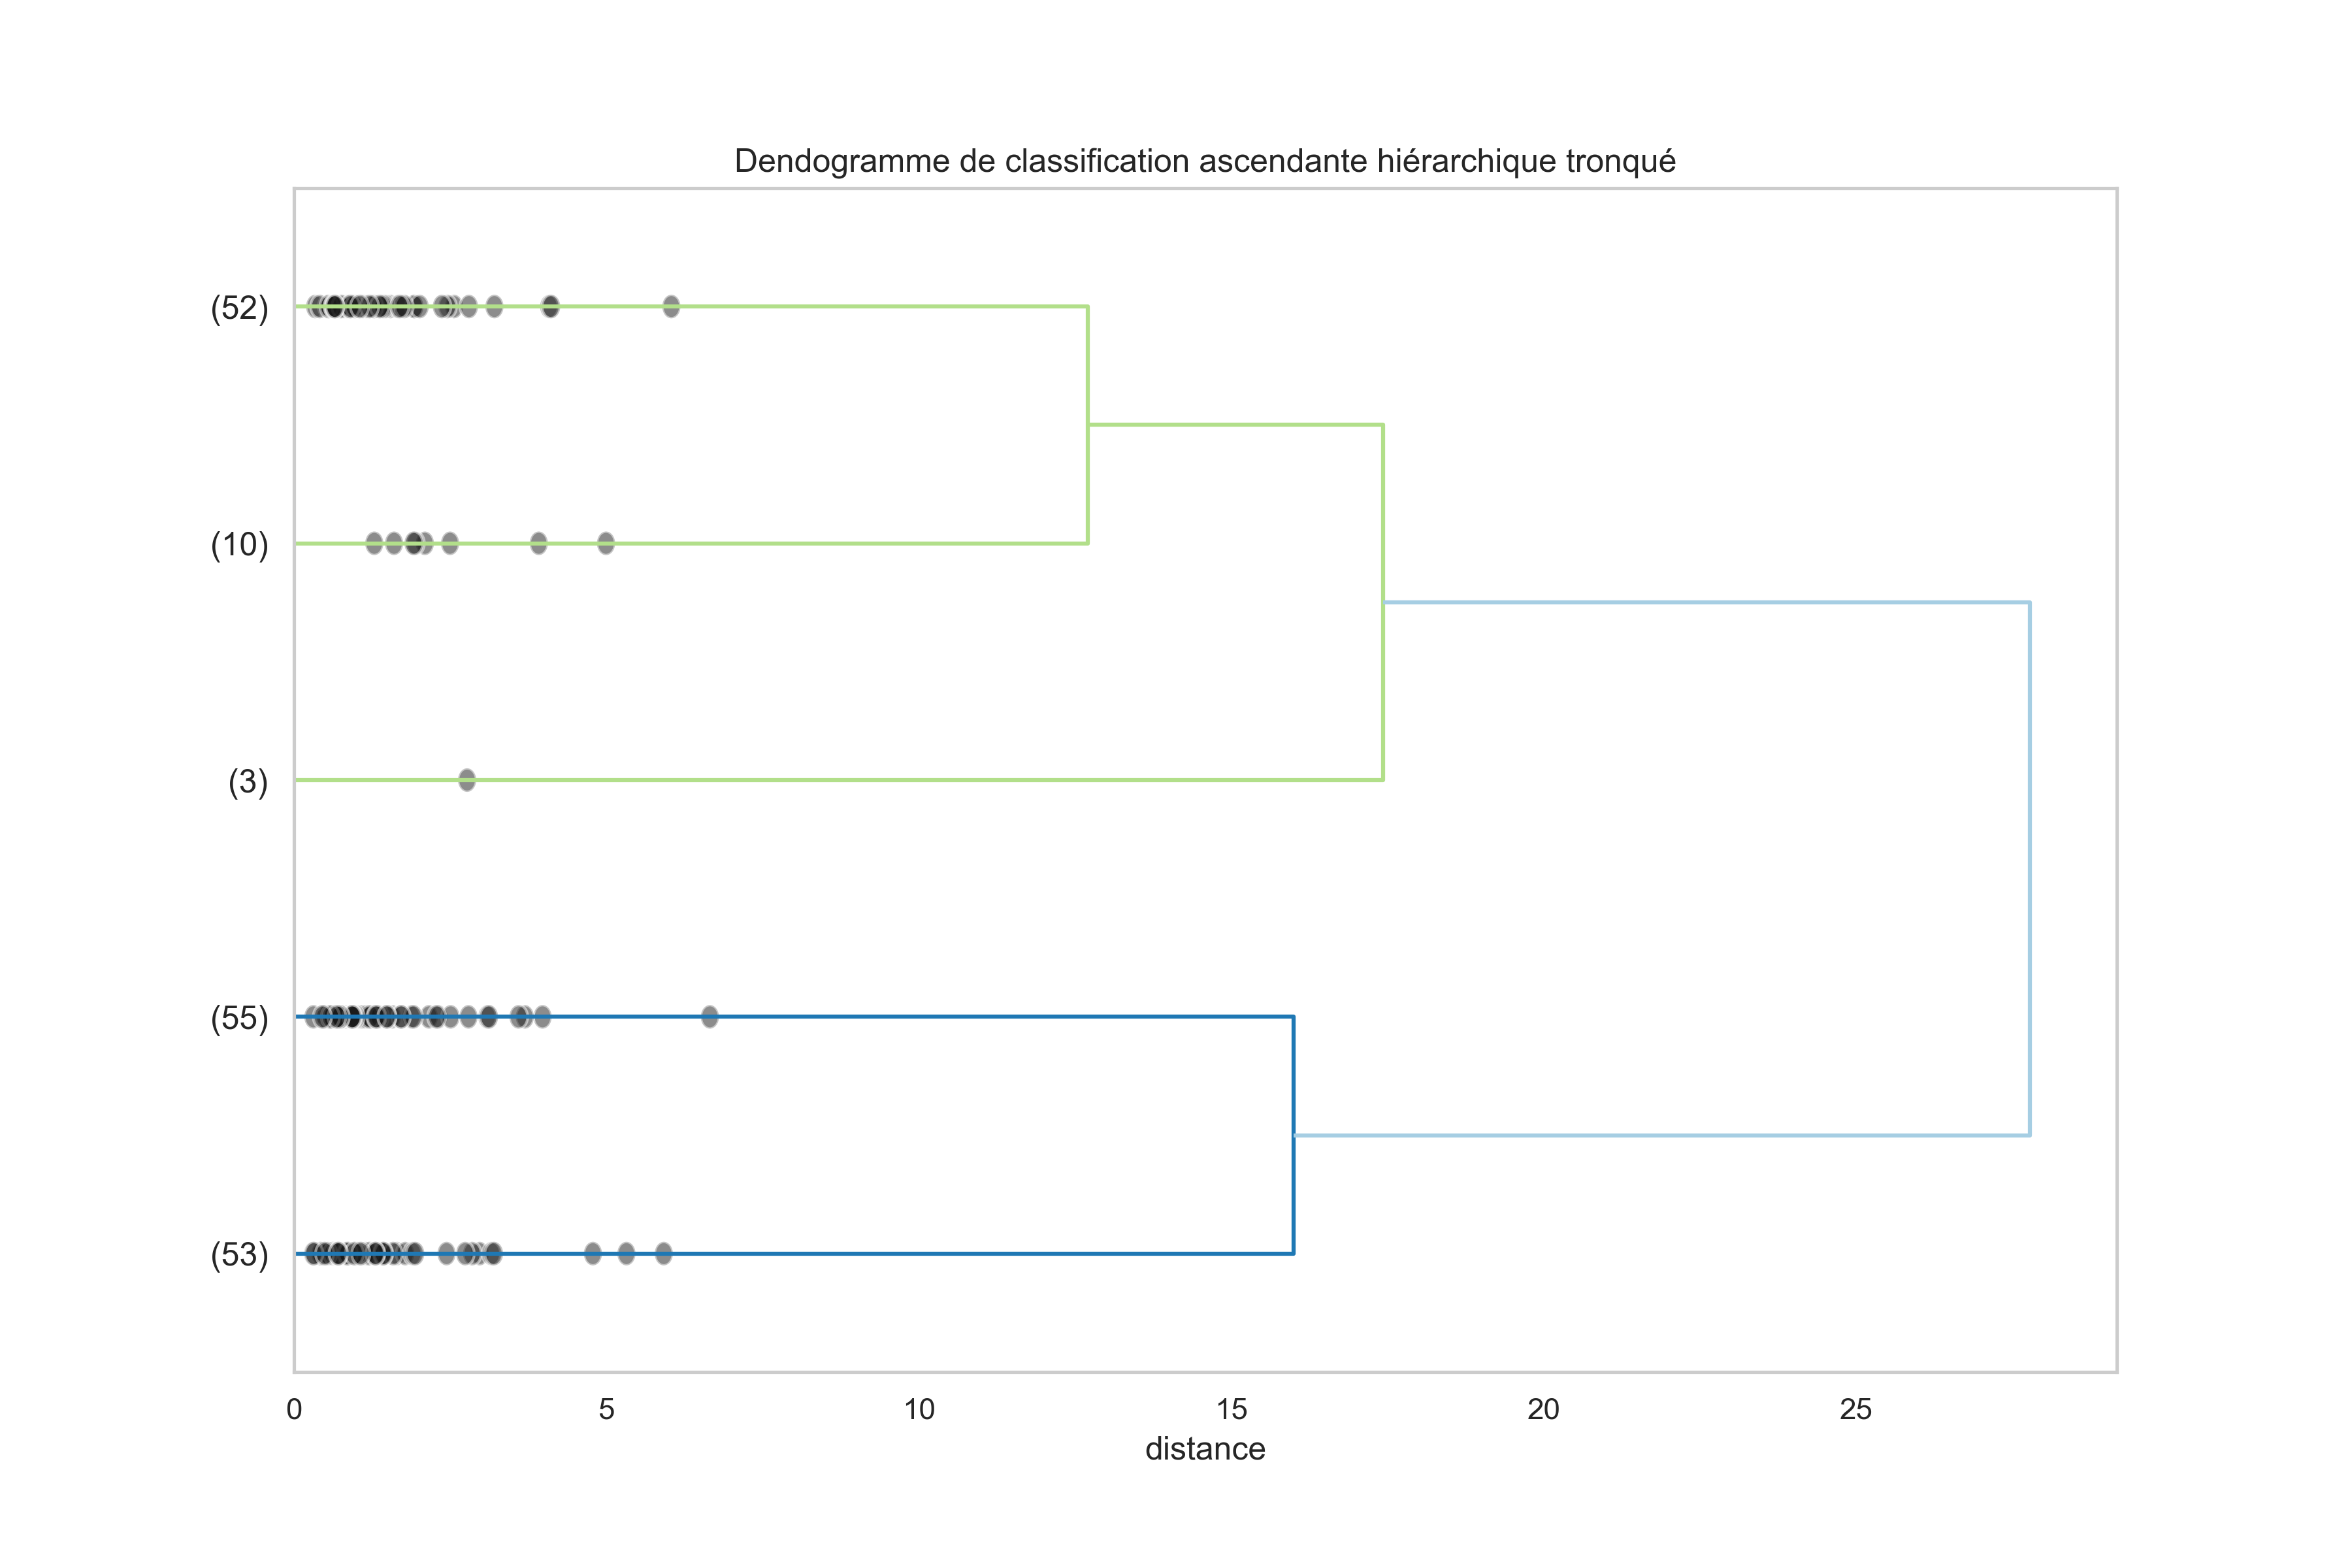 Dendogramme de classification ascendante hiérarchique tronqué
(52)
(10)
(3)
(55)
(53)
0 5 10 15 20 25
distance